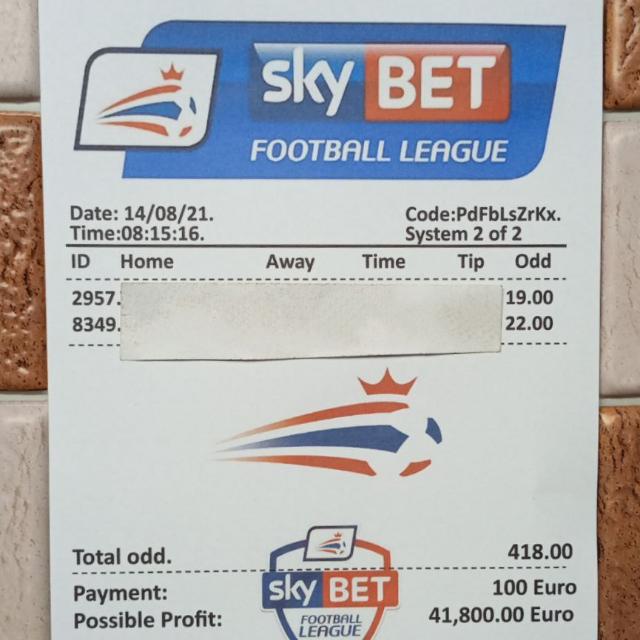 sky BET
FOOTBALL LEAGUE
Date: 14/08/21. Code:PdFbLsZrKx.
Time:08:15:16. System 2 of 2
ID Home Away Time Tip Odd
2957. 19.00
8349. 22.00
Total odd. 418.00
sky BET
FOOTBALL
LEAGUE
Payment: 100 Euro
Possible Profit: 41,800.00 Euro